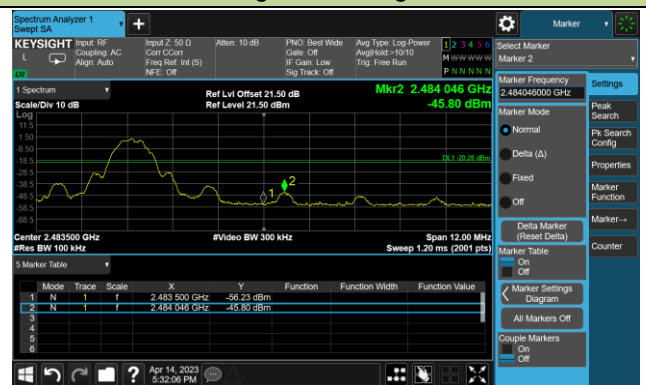 Spectrum Analyzer 1
Swept SA
+
Marker
KEYSIGHT
L
Input: RF
Coupling: AC
Align: Auto
Input Z: 50 Ω
Corr CCorr
Freq Ref: Int (S)
NFE: Off
Atten: 10 dB
PNO: Best Wide
Gate: Off
IF Gain: Low
Sig Track: Off
Avg Type: Log-Power
Avg|Hold:>10/10
Trig: Free Run
1 2 3 4 5 6
M W W W W W
P N N N N N
Select Marker
Marker 2
1 Spectrum
Scale/Div 10 dB
Log
Ref Lvl Offset 21.50 dB
Ref Level 21.50 dBm
Mkr2 2.484 046 GHz
-45.80 dBm
11.5
1.50
-8.50
-18.5
-28.5
-38.5
-48.5
-58.5
-68.5
DL1 -20.28 dBm
1
2
Center 2.483500 GHz
#Res BW 100 kHz
#Video BW 300 kHz
Span 12.00 MHz
Sweep 1.20 ms (2001 pts)
Marker Frequency
2.484046000 GHz
Marker Mode
Normal
Delta (Δ)
Fixed
Off
Delta Marker
(Reset Delta)
Marker Table
On
Off
Marker Settings
Diagram
All Markers Off
Couple Markers
On
Off
Settings
Peak
Search
Pk Search
Config
Properties
Marker
Function
Marker→
Counter
5 Marker Table
Mode Trace Scale X Y Function Function Width Function Value
1 N 1 f 2.483 500 GHz -56.23 dBm
2 N 1 f 2.484 046 GHz -45.80 dBm
3
4
5
6
?
Apr 14, 2023
5:32:06 PM